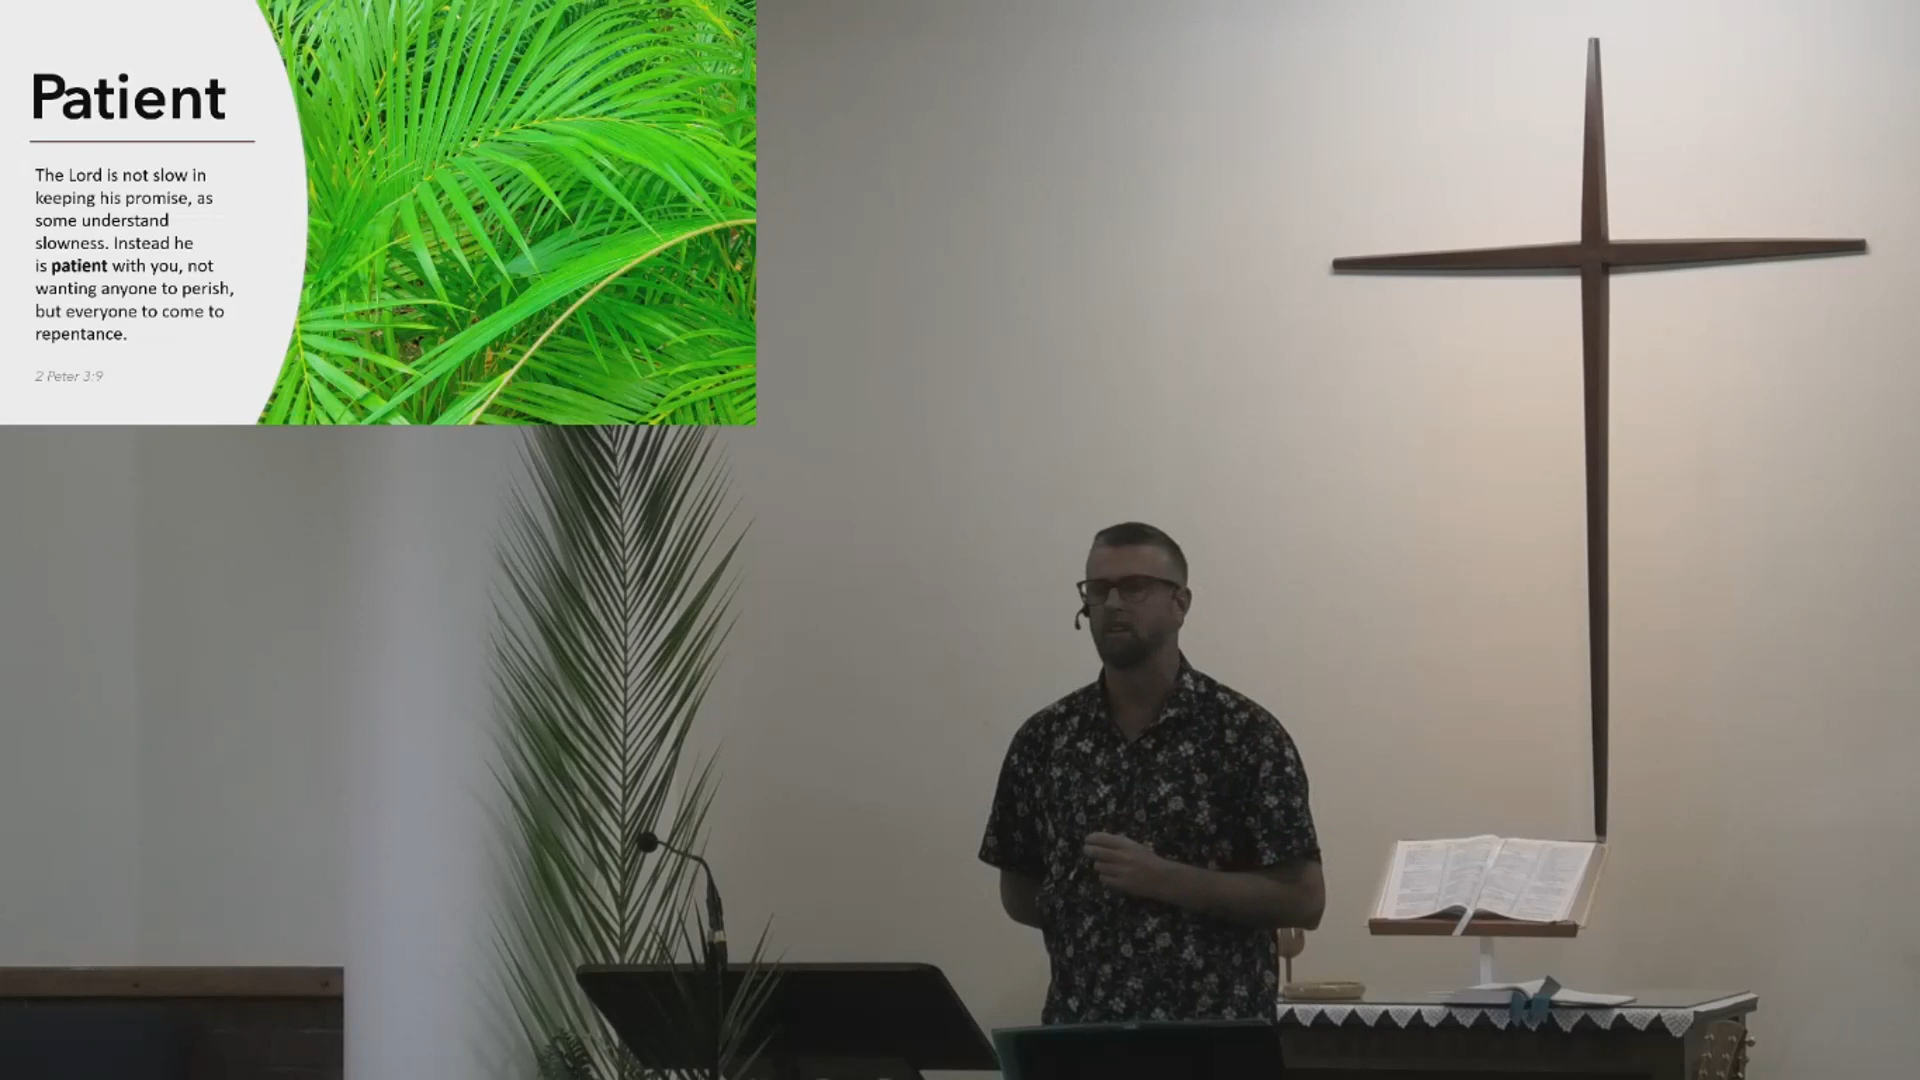 Patient
The Lord is not slow in
keeping his promise, as
some understand
slowness. Instead he
is patient with you, not
wanting anyone to perish,
but everyone to come to
repentance.
2 Peter 3:9